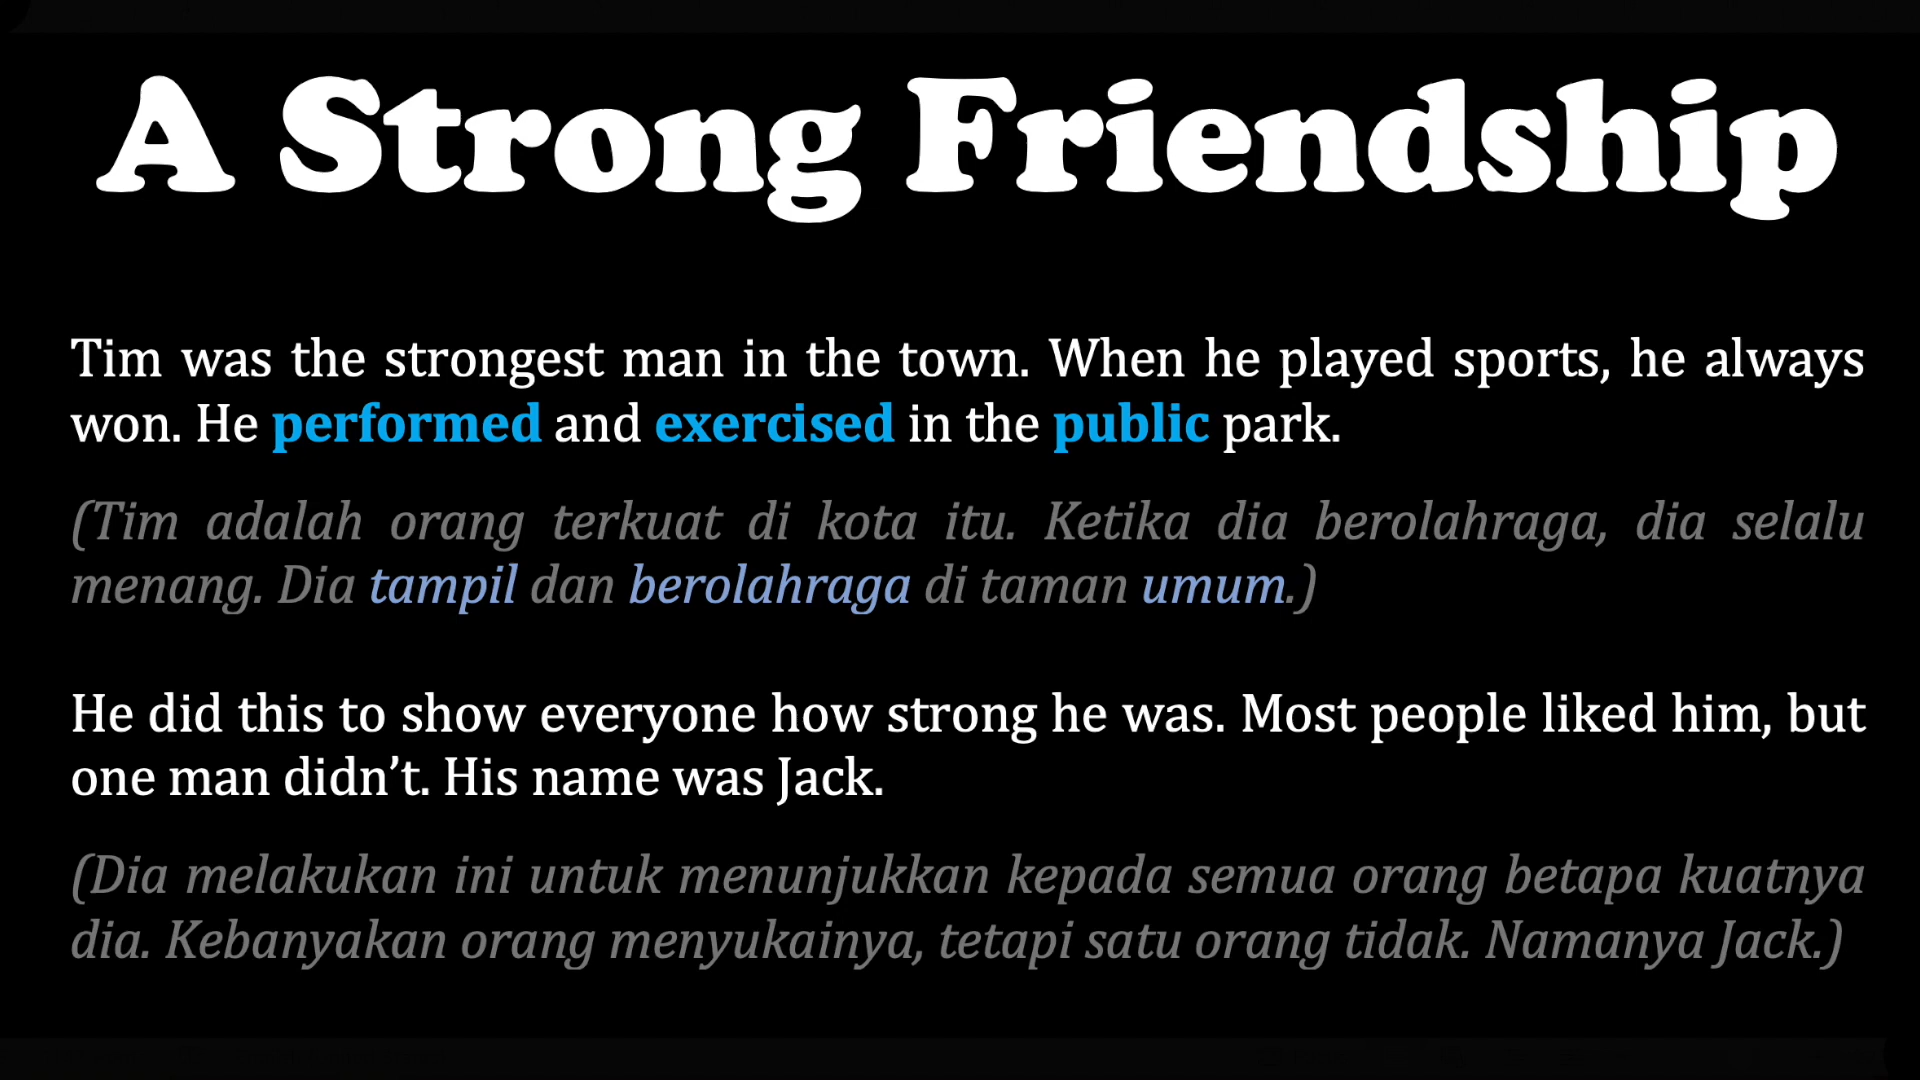 A Strong Friendship
Tim was the strongest man in the town. When he played sports, he always
won. He performed and exercised in the public park.
(Tim adalah orang terkuat di kota itu. Ketika dia berolahraga, dia selalu
menang. Dia tampil dan berolahraga di taman umum.)
He did this to show everyone how strong he was. Most people liked him, but
one man didn’t. His name was Jack.
(Dia melakukan ini untuk menunjukkan kepada semua orang betapa kuatnya
dia. Kebanyakan orang menyukainya, tetapi satu orang tidak. Namanya Jack.)